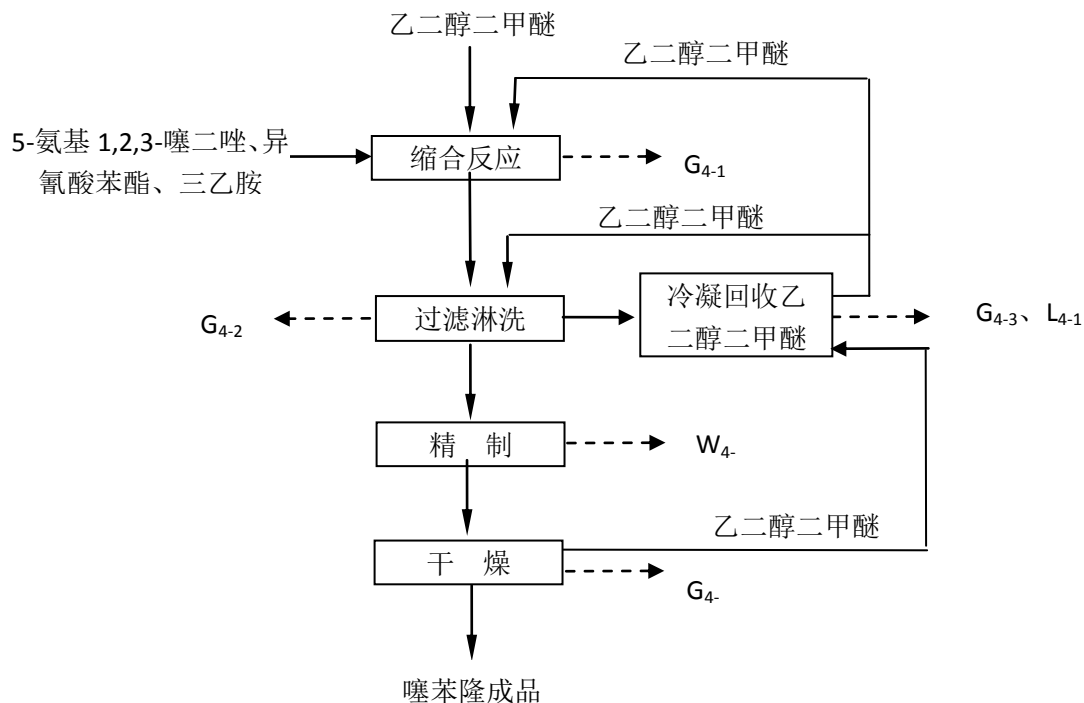 乙二醇二甲醚
乙二醇二甲醚
5-氨基 1,2,3-噻二唑、异
氰酸苯酯、三乙胺
缩合反应
G4-1
乙二醇二甲醚
G4-2
过滤淋洗
冷凝回收乙
二醇二甲醚
G4-3、L4-1
精 制
W4-
乙二醇二甲醚
干 燥
G4-
噻苯隆成品